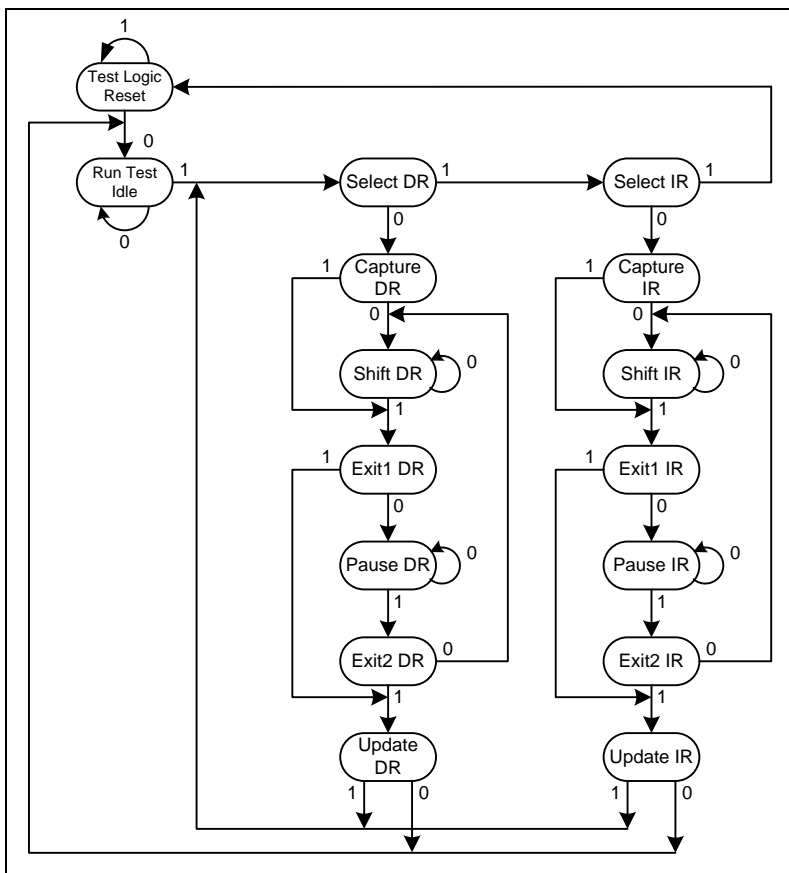 1
Test Logic
Reset
0
Run Test
Idle
1
0
Select DR
1
Select IR
1
0
0
1
Capture
DR
0
1
Capture
IR
0
Shift DR
0
1
Shift IR
0
1
1
Exit1 DR
0
1
Exit1 IR
0
Pause DR
0
1
Pause IR
0
1
Exit2 DR
0
1
Exit2 IR
0
1
Update
DR
1
0
Update IR
1
0